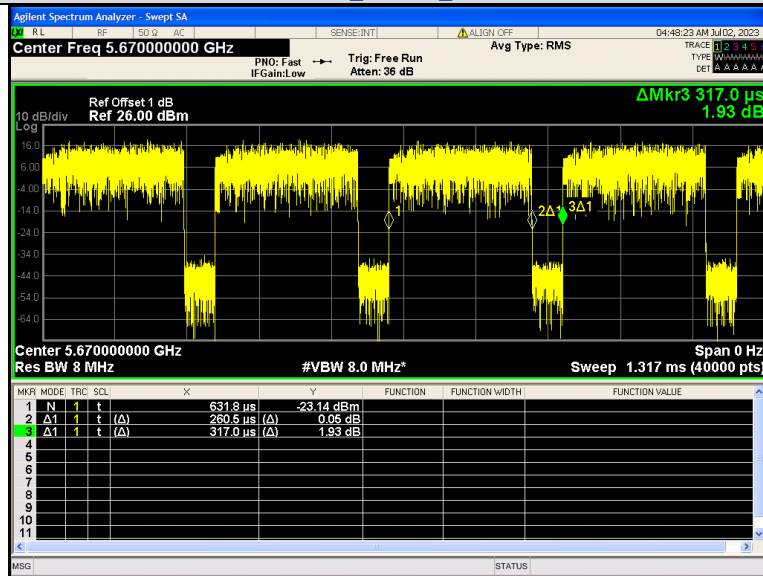 Agilent Spectrum Analyzer - Swept SA
LXI RL RF 50 Ω AC SENSE:INT ALIGN OFF 04:48:23 AM Jul 02, 2023
Center Freq 5.670000000 GHz Avg Type: RMS TRACE 1 2 3 4 5
PNO: Fast Trig: Free Run TYPE
IFGain:Low Atten: 36 dB DET A A A A A
ΔMkr3 317.0 µs
Ref Offset 1 dB
10 dB/div Ref 26.00 dBm 1.93 dB
Log
16.0
6.00
-4.00
-14.0
1 2Δ1 3Δ1
-24.0
-34.0
-44.0
-54.0
-64.0
Center 5.670000000 GHz Span 0 Hz
Res BW 8 MHz #VBW 8.0 MHz* Sweep 1.317 ms (40000 pts)
MKR MODE TRC SCL X Y FUNCTION FUNCTION WIDTH FUNCTION VALUE
1 N 1 t 631.8 µs -23.14 dBm
2 Δ1 1 t (Δ) 260.5 µs (Δ) 0.05 dB
3 Δ1 1 t (Δ) 317.0 µs (Δ) 1.93 dB
4
5
6
7
8
9
10
11
MSG STATUS